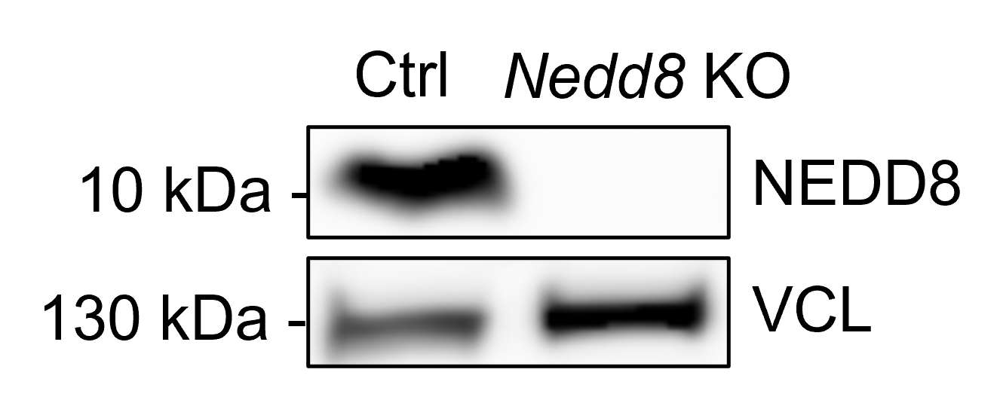 Ctrl Nedd8 KO
10 kDa - NEDD8
130 kDa - VCL